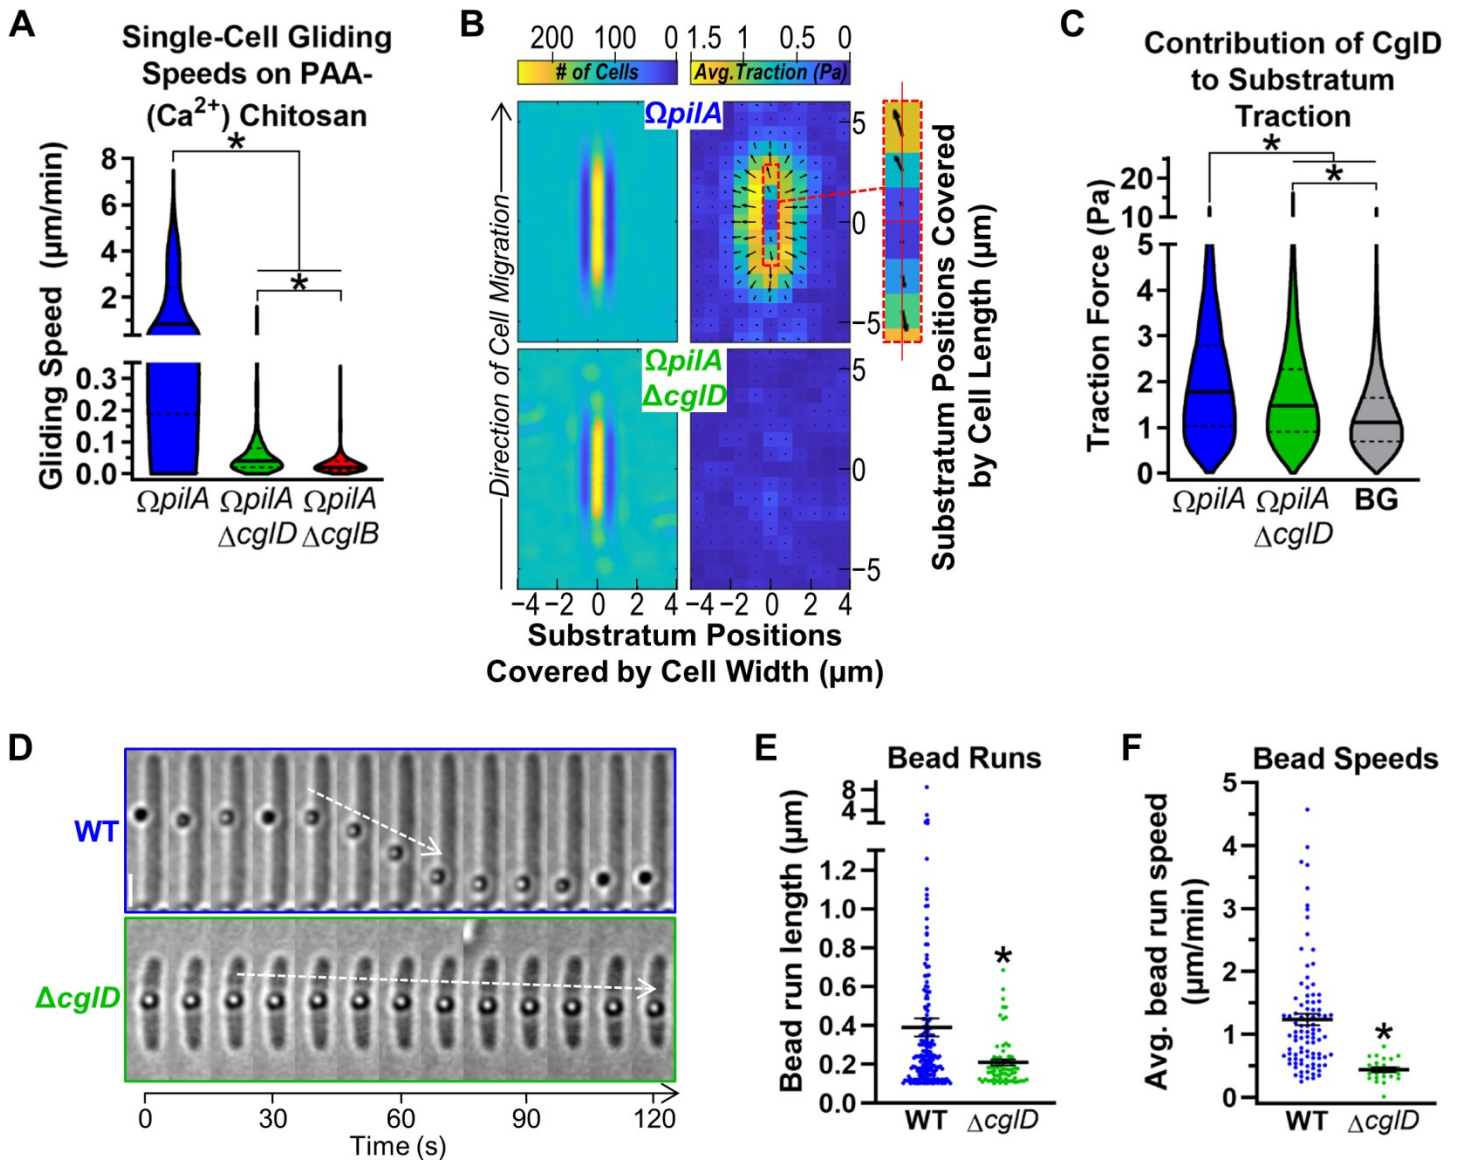 A
Single-Cell Gliding
Speeds on PAA-
(Ca²⁺) Chitosan
*
*
Gliding Speed (µm/min)
8
6
4
2
0.3
0.2
0.1
0.0
ΩpilA
ΩpilA
ΔcglD
ΩpilA
ΔcglB
B
200 100 0
# of Cells
1.5 1 0.5 0
Avg.Traction (Pa)
ΩpilA
ΩpilA
ΔcglD
Direction of Cell Migration
5
0
−5
5
0
−5
−4 −2 0 2 4
−4 −2 0 2 4
Substratum Positions
Covered by Cell Width (µm)
Substratum Positions Covered
by Cell Length (µm)
C
Contribution of CglD
to Substratum
Traction
*
*
Traction Force (Pa)
20
10
5
4
3
2
1
0
ΩpilA
ΩpilA
ΔcglD
BG
D
WT
ΔcglD
0 30 60 90 120
Time (s)
E
Bead Runs
Bead run length (µm)
8
4
1.2
1.0
0.8
0.6
0.4
0.2
0.0
*
WT ΔcglD
F
Bead Speeds
Avg. bead run speed
(µm/min)
5
4
3
2
1
0
*
WT ΔcglD